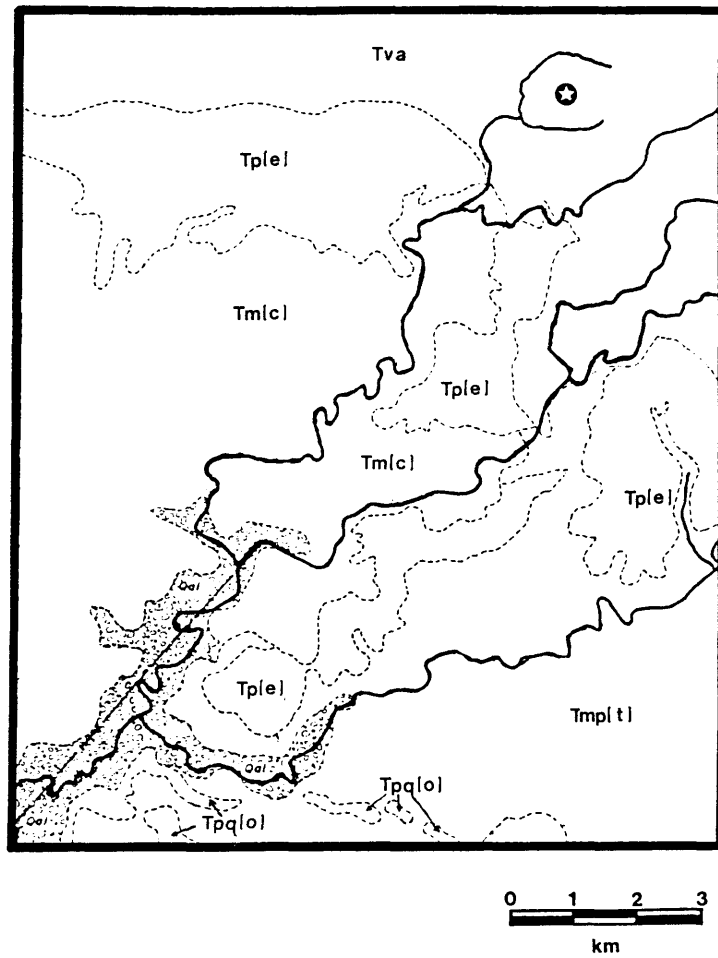 Tva
Tp[e]
Tm[c]
Tp[e]
Tm[c]
Tp[e]
Qal
Tp[e]
Tmp[t]
Qal
Tpq[o]
Qal
Tpq[o]
0 1 2 3
km